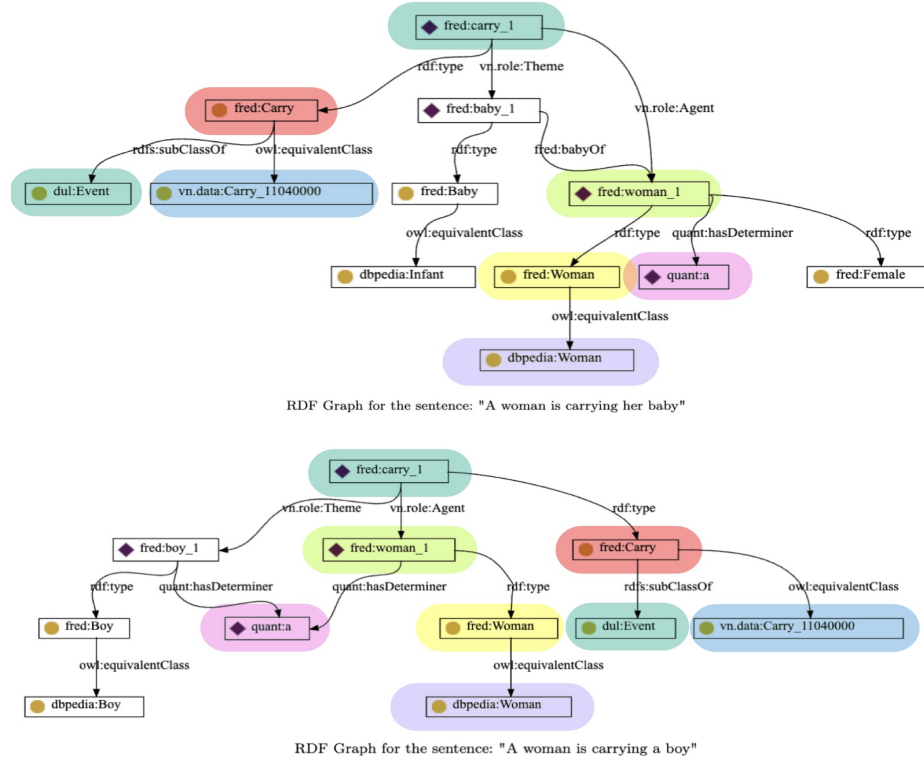 fred:carry_1
rdf:type
vn.role:Theme
fred:Carry
fred:baby_1
vn.role:Agent
rdfs:subClassOf
owl:equivalentClass
rdf:type
fred:babyOf
dul:Event
vn.data:Carry_11040000
fred:Baby
fred:woman_1
owl:equivalentClass
rdf:type
quant:hasDeterminer
rdf:type
dbpedia:Infant
fred:Woman
quant:a
fred:Female
owl:equivalentClass
dbpedia:Woman
RDF Graph for the sentence: "A woman is carrying her baby"
fred:carry_1
vn.role:Theme
vn.role:Agent
rdf:type
fred:boy_1
fred:woman_1
fred:Carry
rdf:type
quant:hasDeterminer
quant:hasDeterminer
rdf:type
rdfs:subClassOf
owl:equivalentClass
fred:Boy
quant:a
fred:Woman
dul:Event
vn.data:Carry_11040000
owl:equivalentClass
owl:equivalentClass
dbpedia:Boy
dbpedia:Woman
RDF Graph for the sentence: "A woman is carrying a boy"